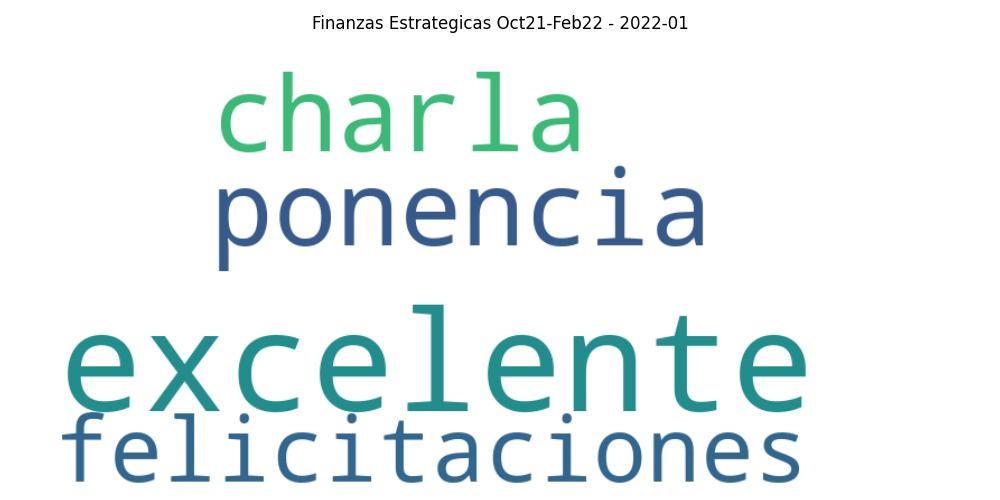 Finanzas Estrategicas Oct21-Feb22 - 2022-01
charla
ponencia
excelente
felicitaciones